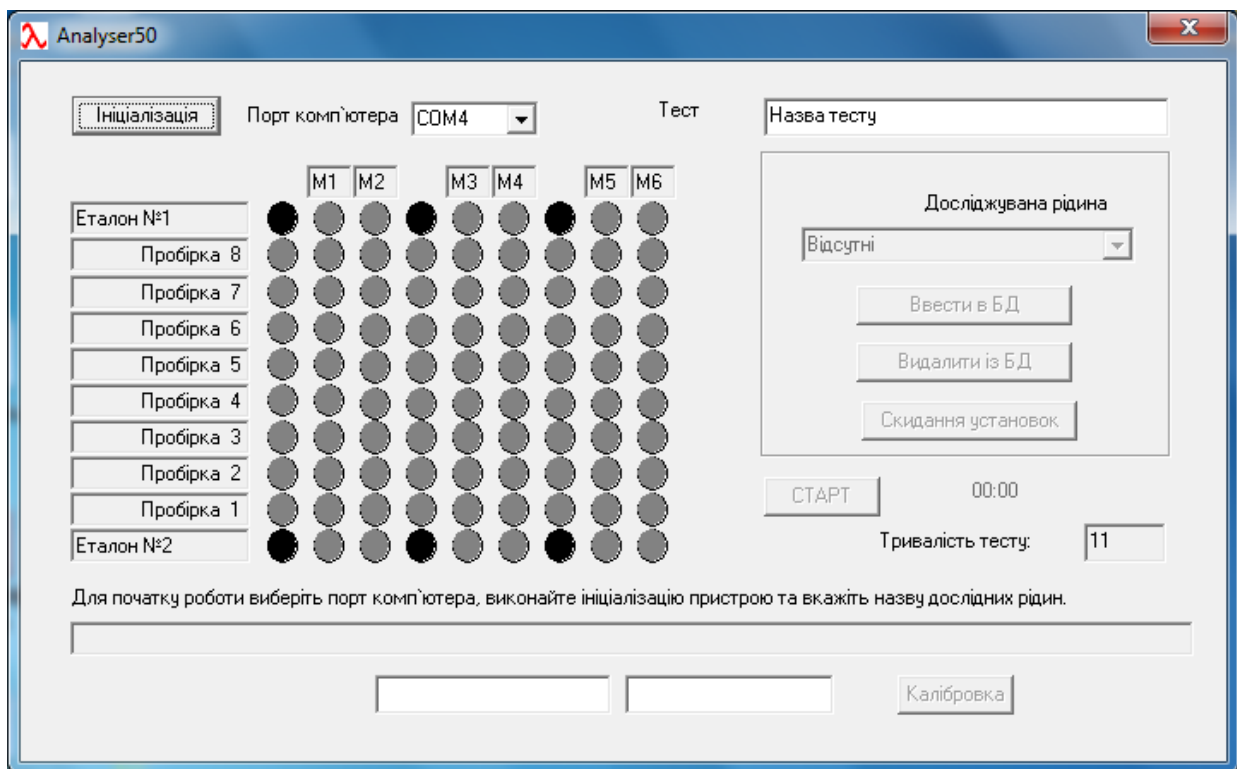 Analyser50
Ініціалізація Порт комп`ютера COM4 Тест Назва тесту
M1 M2 M3 M4 M5 M6
Еталон №1
Пробірка 8
Пробірка 7
Пробірка 6
Пробірка 5
Пробірка 4
Пробірка 3
Пробірка 2
Пробірка 1
Еталон №2
Досліджувана рідина
Відсутні
Ввести в БД
Видалити із БД
Скидання установок
СТАРТ 00:00
Тривалість тесту: 11
Для початку роботи виберіть порт комп`ютера, виконайте ініціалізацію пристрою та вкажіть назву дослідних рідин.
Калібровка